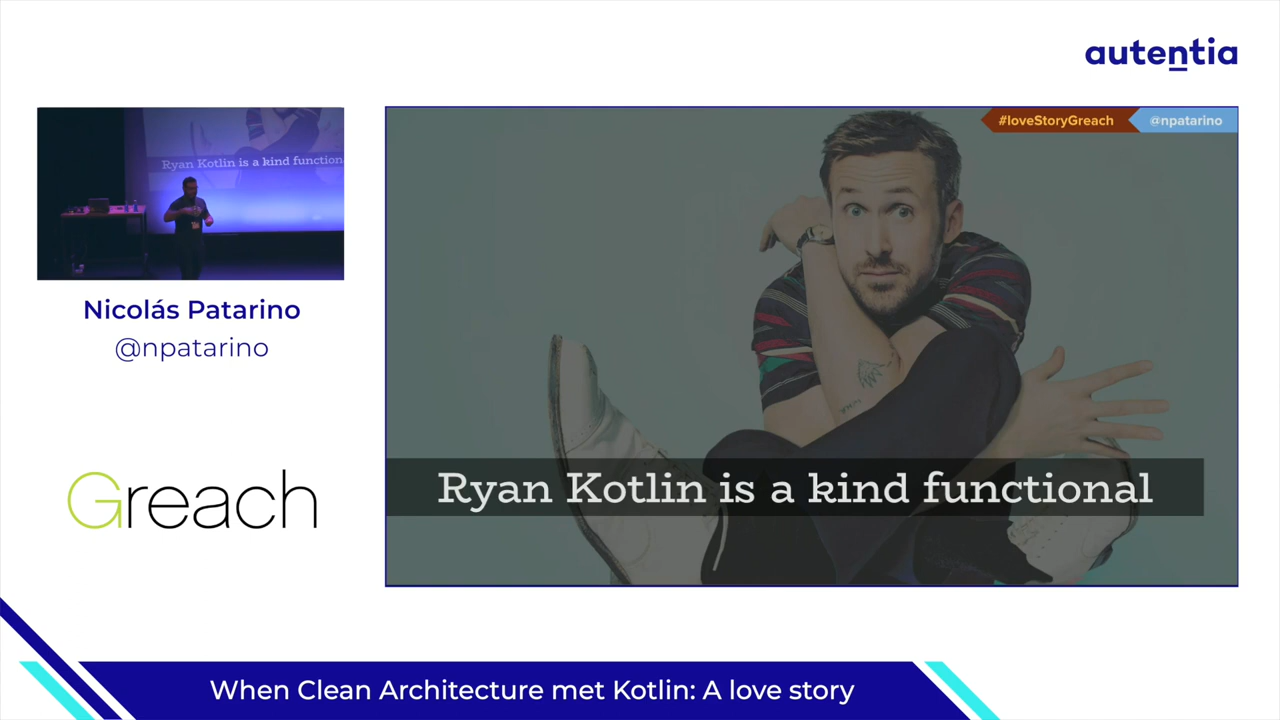 autentia
#loveStoryGreach
@npatarino
Ryan Kotlin is a kind function
Nicolás Patarino
@npatarino
Ryan Kotlin is a kind functional
Greach
When Clean Architecture met Kotlin: A love story